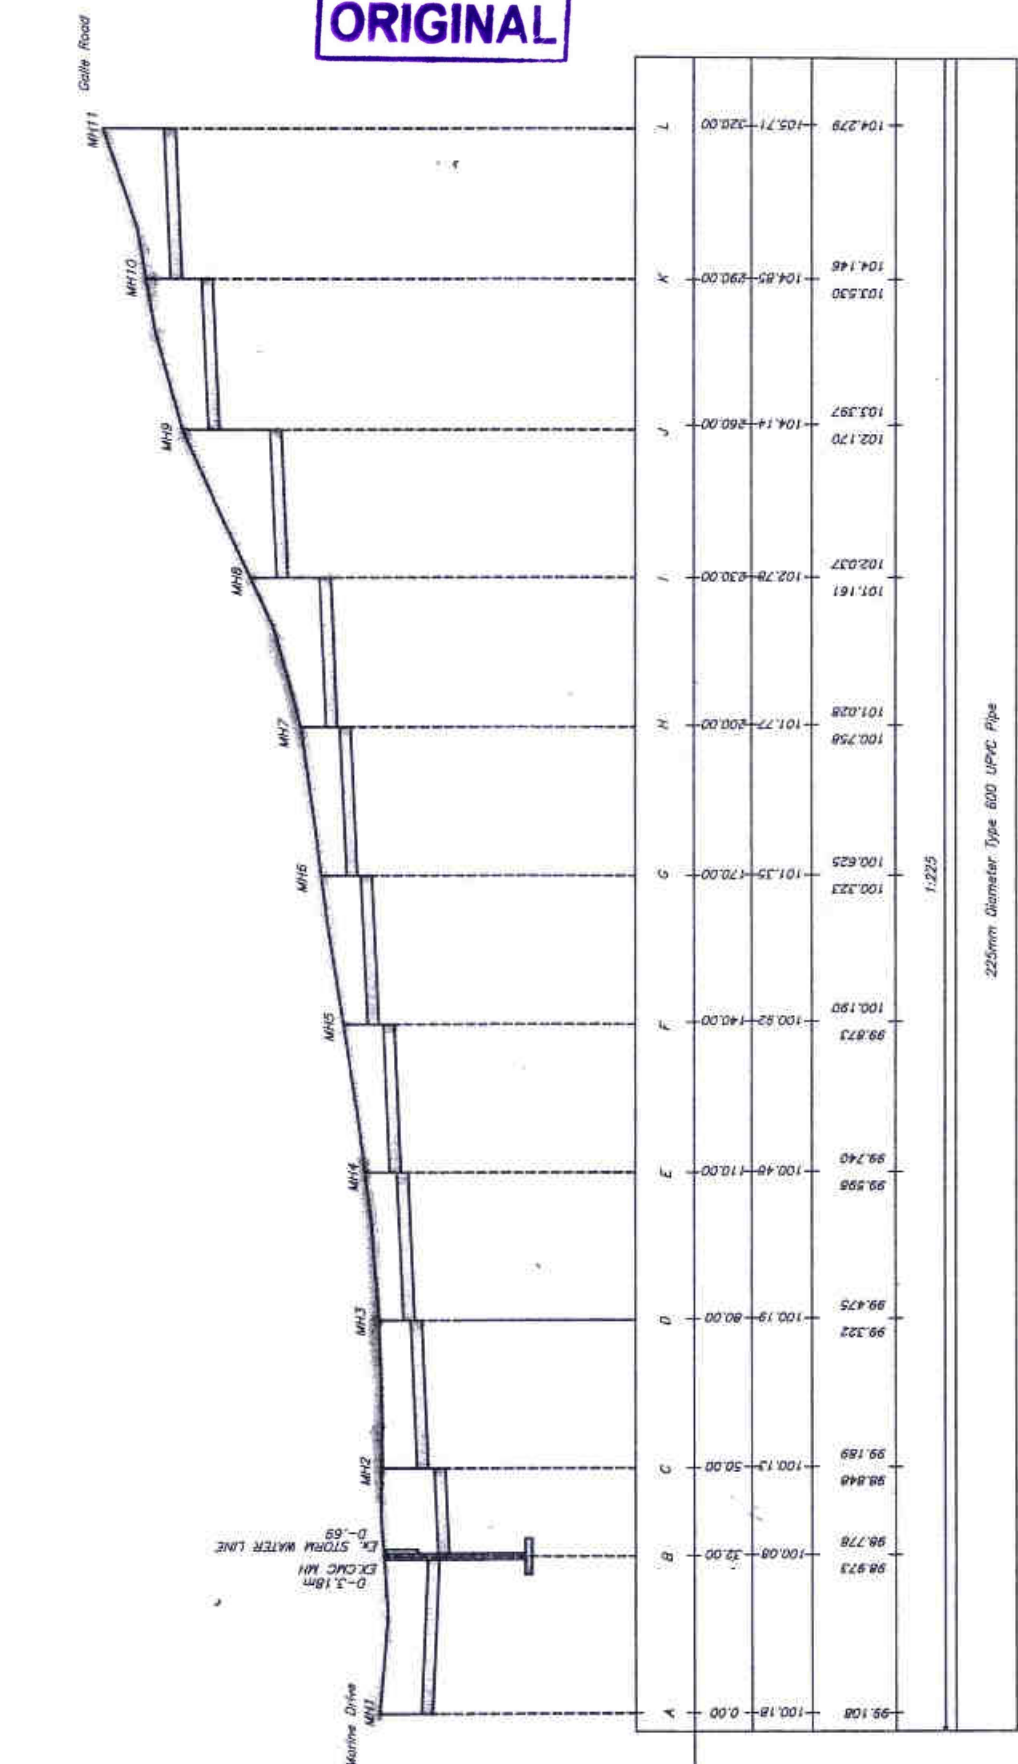 ORIGINAL
Galle Road
MH11
MH10
MH9
MH8
MH7
MH6
MH5
MH4
MH3
MH2
Ex. STORM WATER LINE
D-.69
EX.CMC MH
D-3.18m
Marine Drive
MH1
L
320.00
105.71
104.279
K
290.00
104.85
104.146
103.530
J
260.00
104.14
103.397
102.170
I
230.00
102.78
102.037
101.161
H
200.00
101.77
101.028
100.758
G
170.00
101.35
100.625
100.323
F
140.00
100.92
100.190
99.873
E
110.00
100.48
99.740
99.598
D
80.00
100.19
99.475
99.322
C
50.00
100.13
99.189
98.848
B
32.00
100.08
98.778
98.973
A
0.00
100.18
99.108
1:225
225mm Diameter Type 600 UPVC Pipe